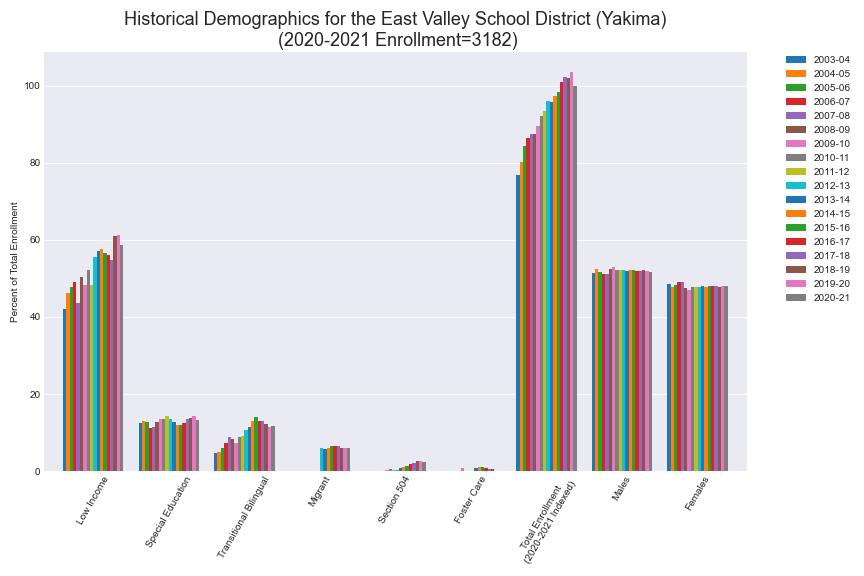 Historical Demographics for the East Valley School District (Yakima)
(2020-2021 Enrollment=3182)
Percent of Total Enrollment
100
80
60
40
20
0
Low Income
Special Education
Transitional Bilingual
Migrant
Section 504
Foster Care
Total Enrollment
(2020-2021 Indexed)
Males
Females
2003-04
2004-05
2005-06
2006-07
2007-08
2008-09
2009-10
2010-11
2011-12
2012-13
2013-14
2014-15
2015-16
2016-17
2017-18
2018-19
2019-20
2020-21